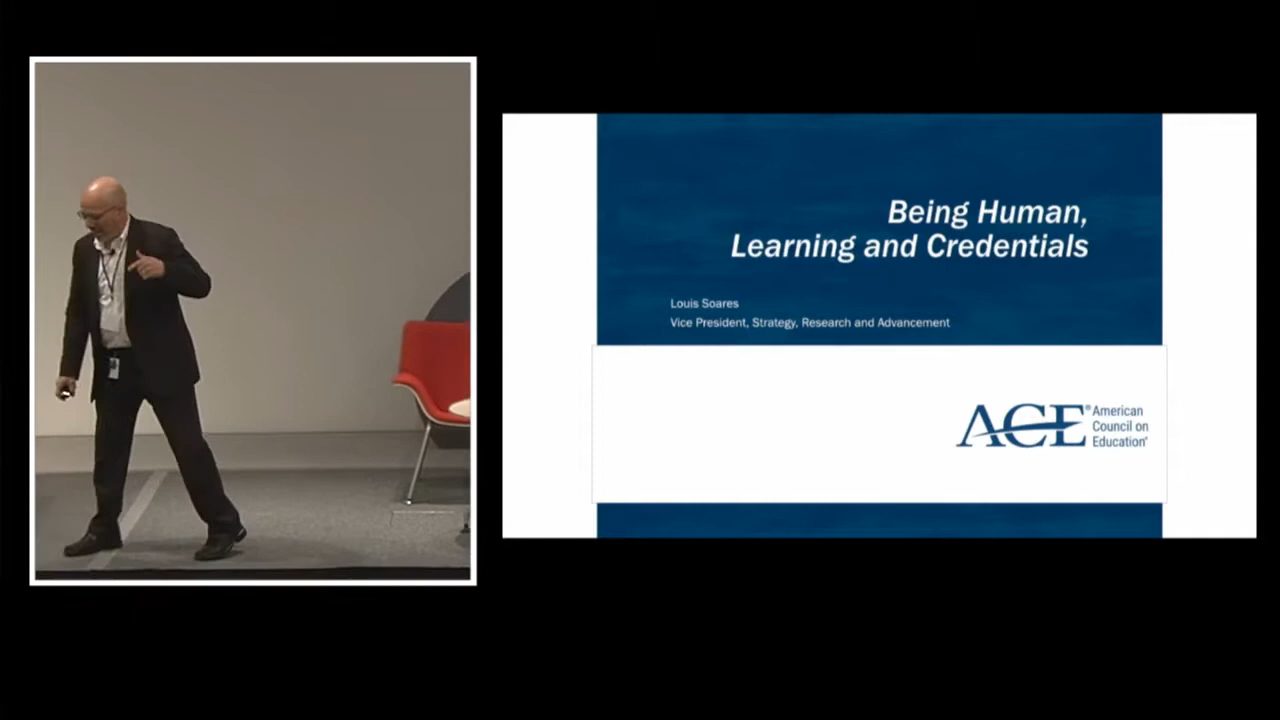 Being Human,
Learning and Credentials
Louis Soares
Vice President, Strategy, Research and Advancement
ACE® American
Council on
Education®